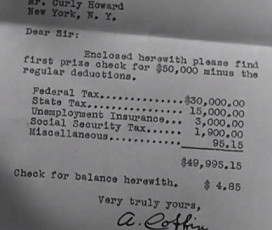 Mr. Curly Howard
New York, N. Y.
Dear Sir:
Enclosed herewith please find
first prize check for $50,000 minus the
regular deductions.
Federal Tax..............$30,000.00
State Tax................ 15,000.00
Unemployment Insurance... 3,000.00
Social Security Tax..... 1,900.00
Miscellaneous........... 95.15
$49,995.15
Check for balance herewith. $ 4.85
Very truly yours,
A. Coffin